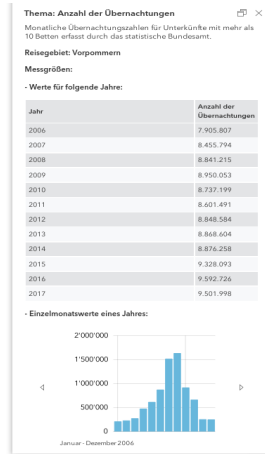 Thema: Anzahl der Übernachtungen
Monatliche Übernachtungszahlen für Unterkünfte mit mehr als
10 Betten erfasst durch das statistische Bundesamt.
Reisegebiet: Vorpommern
Messgrößen:
- Werte für folgende Jahre:
Jahr Anzahl der
Übernachtungen
2006 7.905.807
2007 8.455.794
2008 8.841.215
2009 8.950.053
2010 8.737.199
2011 8.601.491
2012 8.848.584
2013 8.868.604
2014 8.876.258
2015 9.328.093
2016 9.592.726
2017 9.501.998
- Einzelmonatswerte eines Jahres:
2'000'000
1'500'000
1'000'000
500'000
0
Januar - Dezember 2006